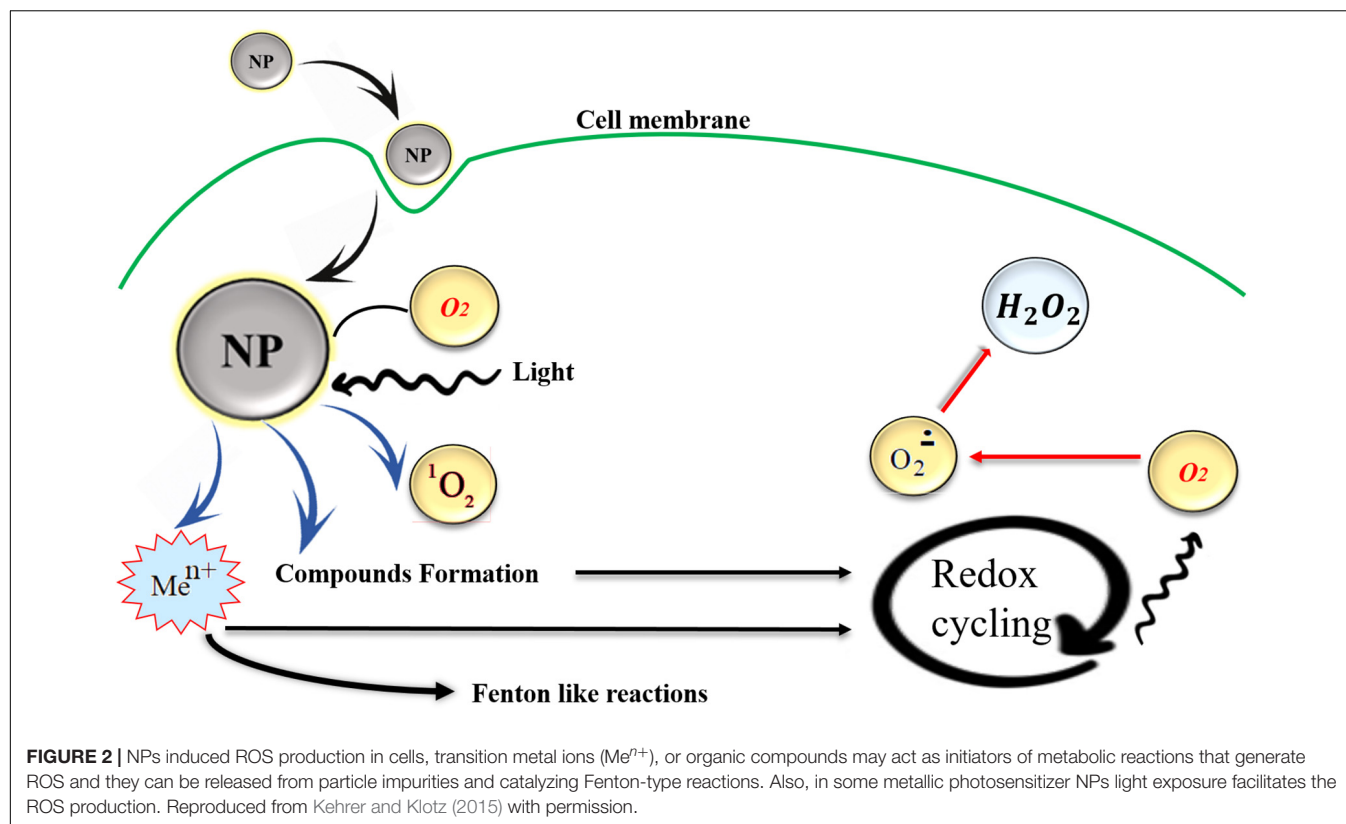 NP
NP
Cell membrane
O2
H₂O₂
NP
Light
O₂∸
O2
¹O₂
Meⁿ⁺
Compounds Formation
Redox
cycling
Fenton like reactions
FIGURE 2 | NPs induced ROS production in cells, transition metal ions (Meⁿ⁺), or organic compounds may act as initiators of metabolic reactions that generate
ROS and they can be released from particle impurities and catalyzing Fenton-type reactions. Also, in some metallic photosensitizer NPs light exposure facilitates the
ROS production. Reproduced from Kehrer and Klotz (2015) with permission.